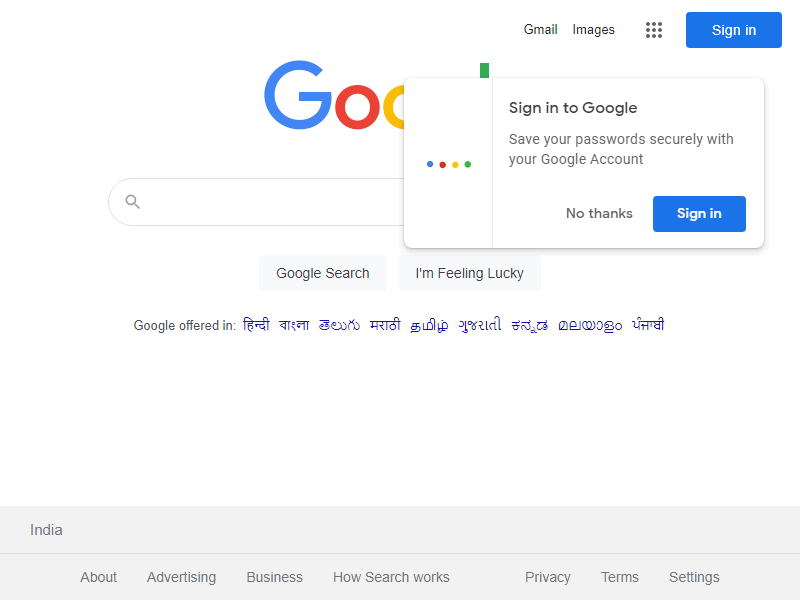 Gmail Images Sign in
Goo
Sign in to Google
Save your passwords securely with
your Google Account
No thanks Sign in
Google Search I'm Feeling Lucky
Google offered in: हिन्दी বাংলা తెలుగు मराठी தமிழ் ગુજરાતી ಕನ್ನಡ മലയാളം ਪੰਜਾਬੀ
India
About Advertising Business How Search works Privacy Terms Settings